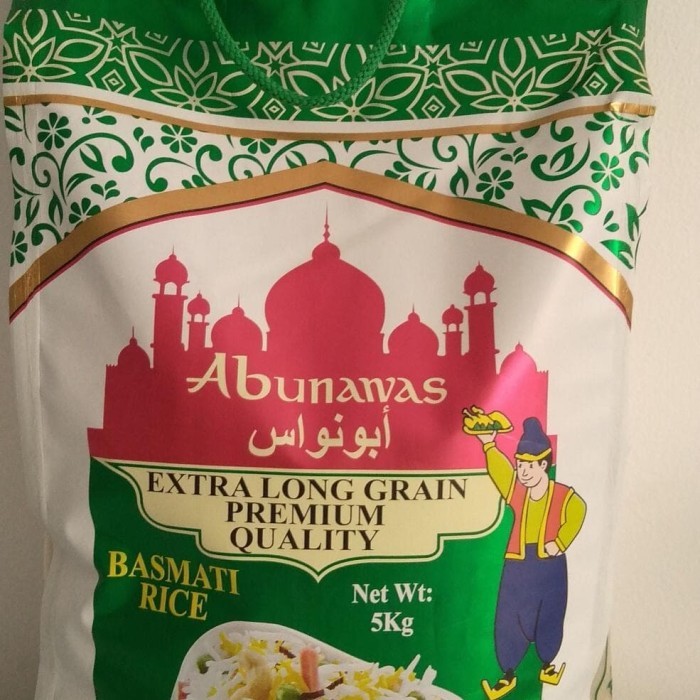 Abunawas
أبونواس
EXTRA LONG GRAIN
PREMIUM
QUALITY
BASMATI
RICE
Net Wt:
5Kg